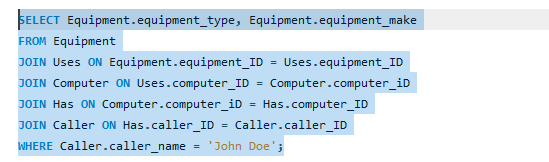 SELECT Equipment.equipment_type, Equipment.equipment_make
FROM Equipment
JOIN Uses ON Equipment.equipment_ID = Uses.equipment_ID
JOIN Computer ON Uses.computer_ID = Computer.computer_iD
JOIN Has ON Computer.computer_iD = Has.computer_ID
JOIN Caller ON Has.caller_ID = Caller.caller_ID
WHERE Caller.caller_name = 'John Doe';